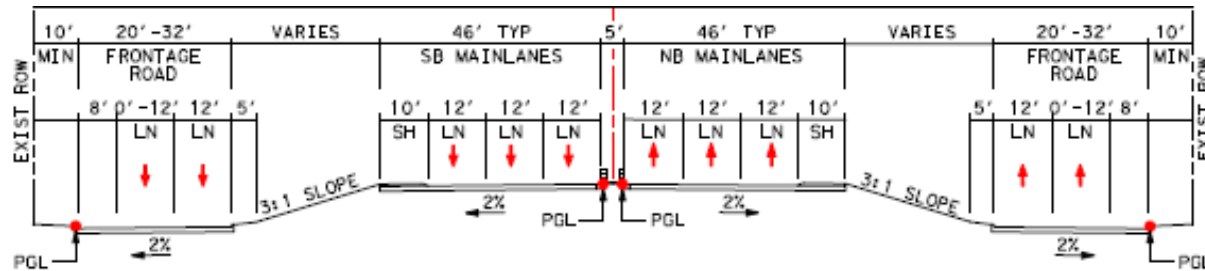 10' 20'-32' VARIES 46' TYP 5' 46' TYP VARIES 20'-32' 10'
MIN FRONTAGE ROAD SB MAINLANES NB MAINLANES FRONTAGE ROAD MIN
EXIST ROW
EXIST ROW
8' 0'-12' 12' 5' 10' 12' 12' 12' 12' 12' 12' 10' 5' 12' 0'-12' 8'
LN LN SH LN LN LN LN LN LN SH LN LN
3:1 SLOPE
3:1 SLOPE
2% 2%
PGL PGL
2% 2%
PGL PGL